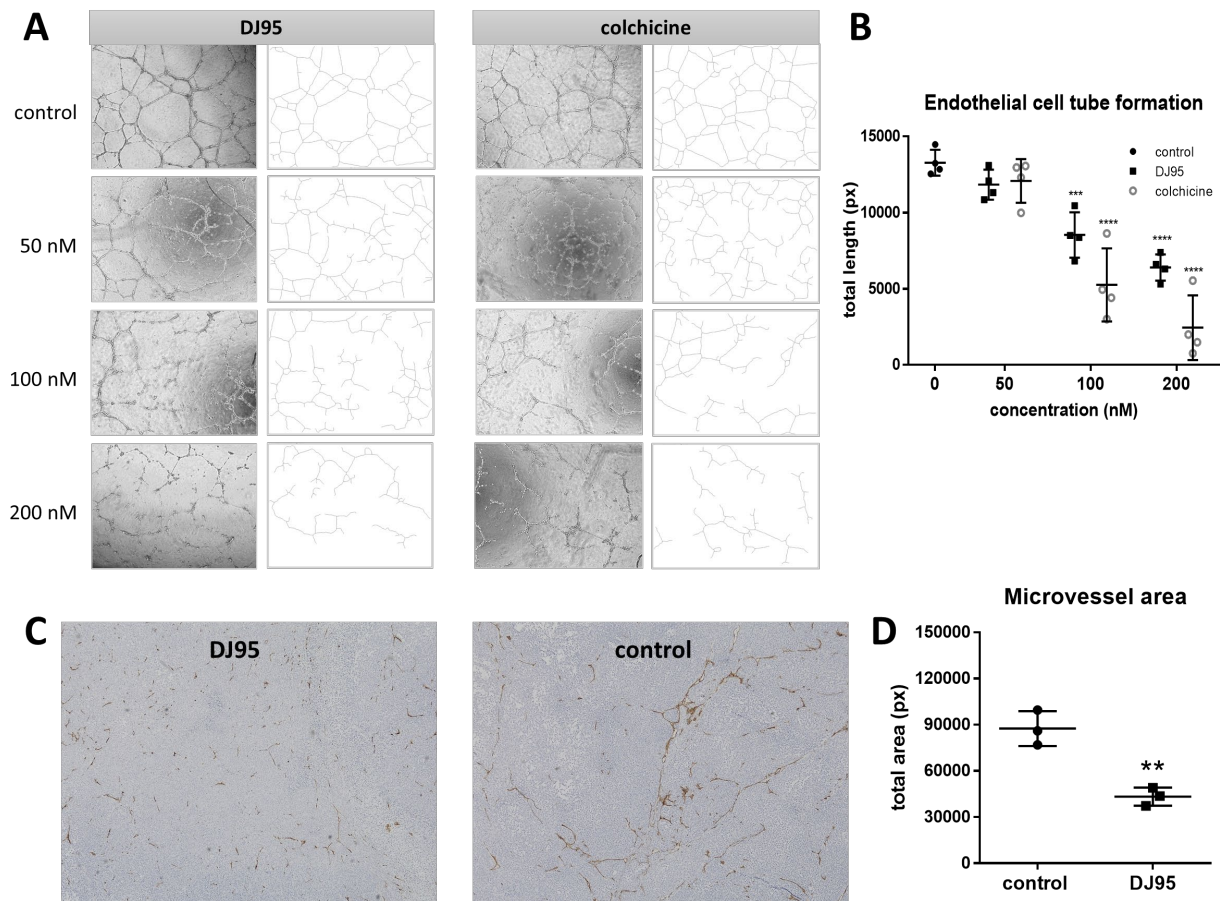 A
DJ95
colchicine
control
50 nM
100 nM
200 nM
B
Endothelial cell tube formation
15000
10000
5000
0
total length (px)
control
DJ95
colchicine
***
****
****
****
0 50 100 200
concentration (nM)
C
DJ95
control
D
Microvessel area
150000
120000
90000
60000
30000
0
total area (px)
**
control DJ95